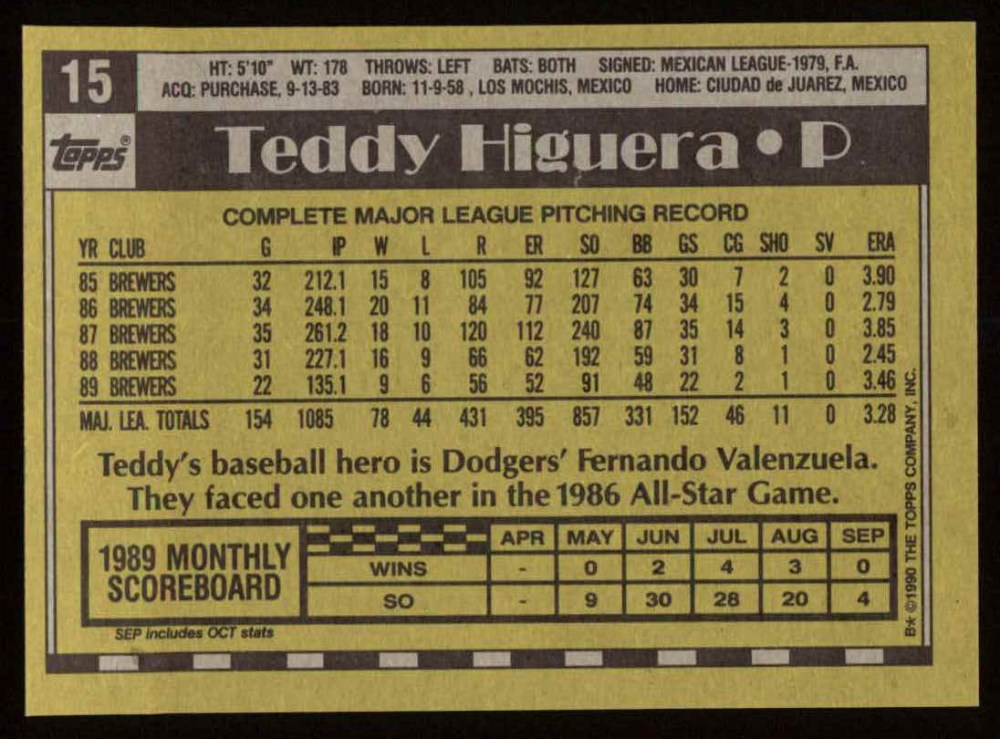 15
HT: 5'10" WT: 178 THROWS: LEFT BATS: BOTH SIGNED: MEXICAN LEAGUE-1979, F.A.
ACQ: PURCHASE, 9-13-83 BORN: 11-9-58 , LOS MOCHIS, MEXICO HOME: CIUDAD de JUAREZ, MEXICO
topps®
Teddy Higuera • P
COMPLETE MAJOR LEAGUE PITCHING RECORD
YR CLUB G IP W L R ER SO BB GS CG SHO SV ERA
85 BREWERS 32 212.1 15 8 105 92 127 63 30 7 2 0 3.90
86 BREWERS 34 248.1 20 11 84 77 207 74 34 15 4 0 2.79
87 BREWERS 35 261.2 18 10 120 112 240 87 35 14 3 0 3.85
88 BREWERS 31 227.1 16 9 66 62 192 59 31 8 1 0 2.45
89 BREWERS 22 135.1 9 6 56 52 91 48 22 2 1 0 3.46
MAJ. LEA. TOTALS 154 1085 78 44 431 395 857 331 152 46 11 0 3.28
Teddy's baseball hero is Dodgers' Fernando Valenzuela.
They faced one another in the 1986 All-Star Game.
1989 MONTHLY
SCOREBOARD
APR MAY JUN JUL AUG SEP
WINS - 0 2 4 3 0
SO - 9 30 28 20 4
SEP includes OCT stats
B* ©1990 THE TOPPS COMPANY, INC.